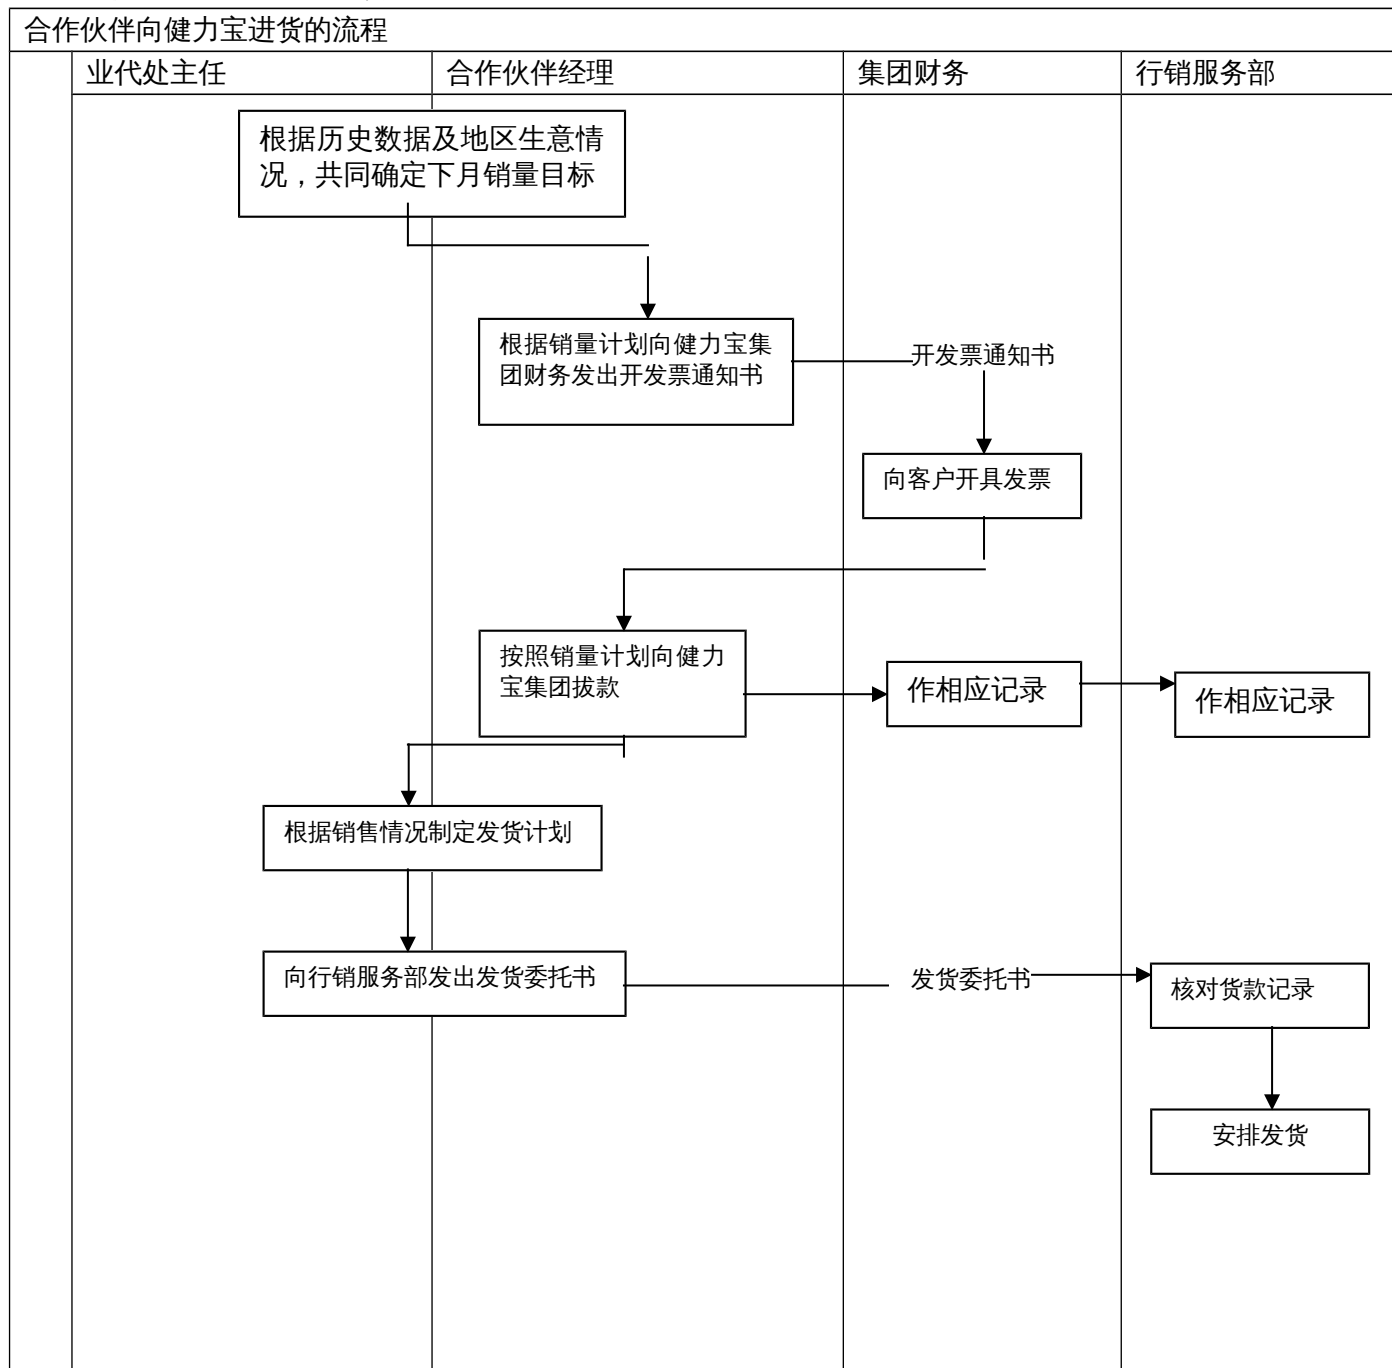 合作伙伴向健力宝进货的流程
业代处主任
合作伙伴经理
集团财务
行销服务部
根据历史数据及地区生意情
况，共同确定下月销量目标
根据销量计划向健力宝集
团财务发出开发票通知书
开发票通知书
向客户开具发票
按照销量计划向健力
宝集团拔款
作相应记录
作相应记录
根据销售情况制定发货计划
向行销服务部发出发货委托书
发货委托书
核对货款记录
安排发货